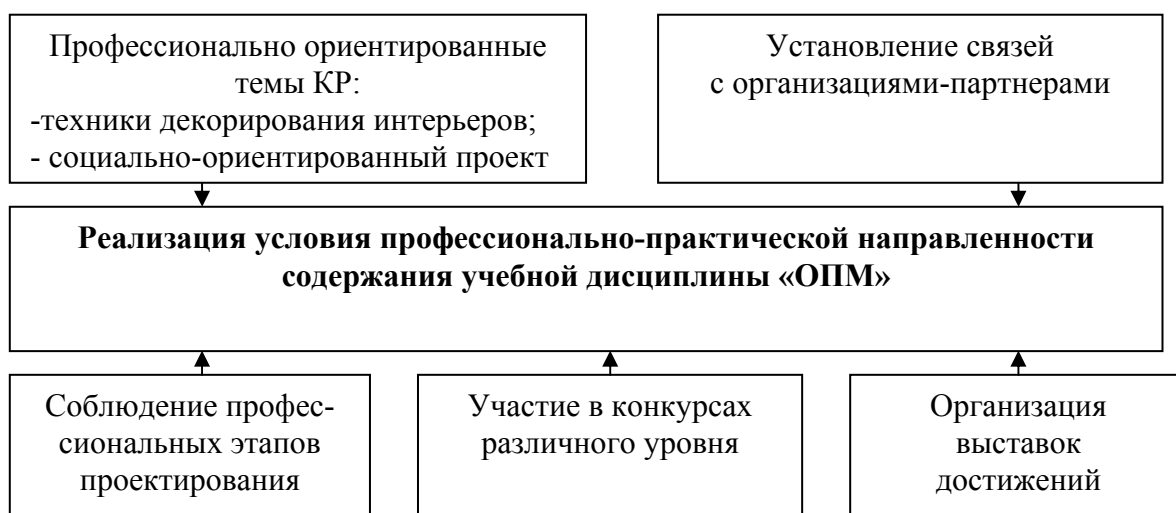 Профессионально ориентированные
темы КР:
-техники декорирования интерьеров;
- социально-ориентированный проект
Установление связей
с организациями-партнерами
Реализация условия профессионально-практической направленности
содержания учебной дисциплины «ОПМ»
Соблюдение профес-
сиональных этапов
проектирования
Участие в конкурсах
различного уровня
Организация
выставок
достижений